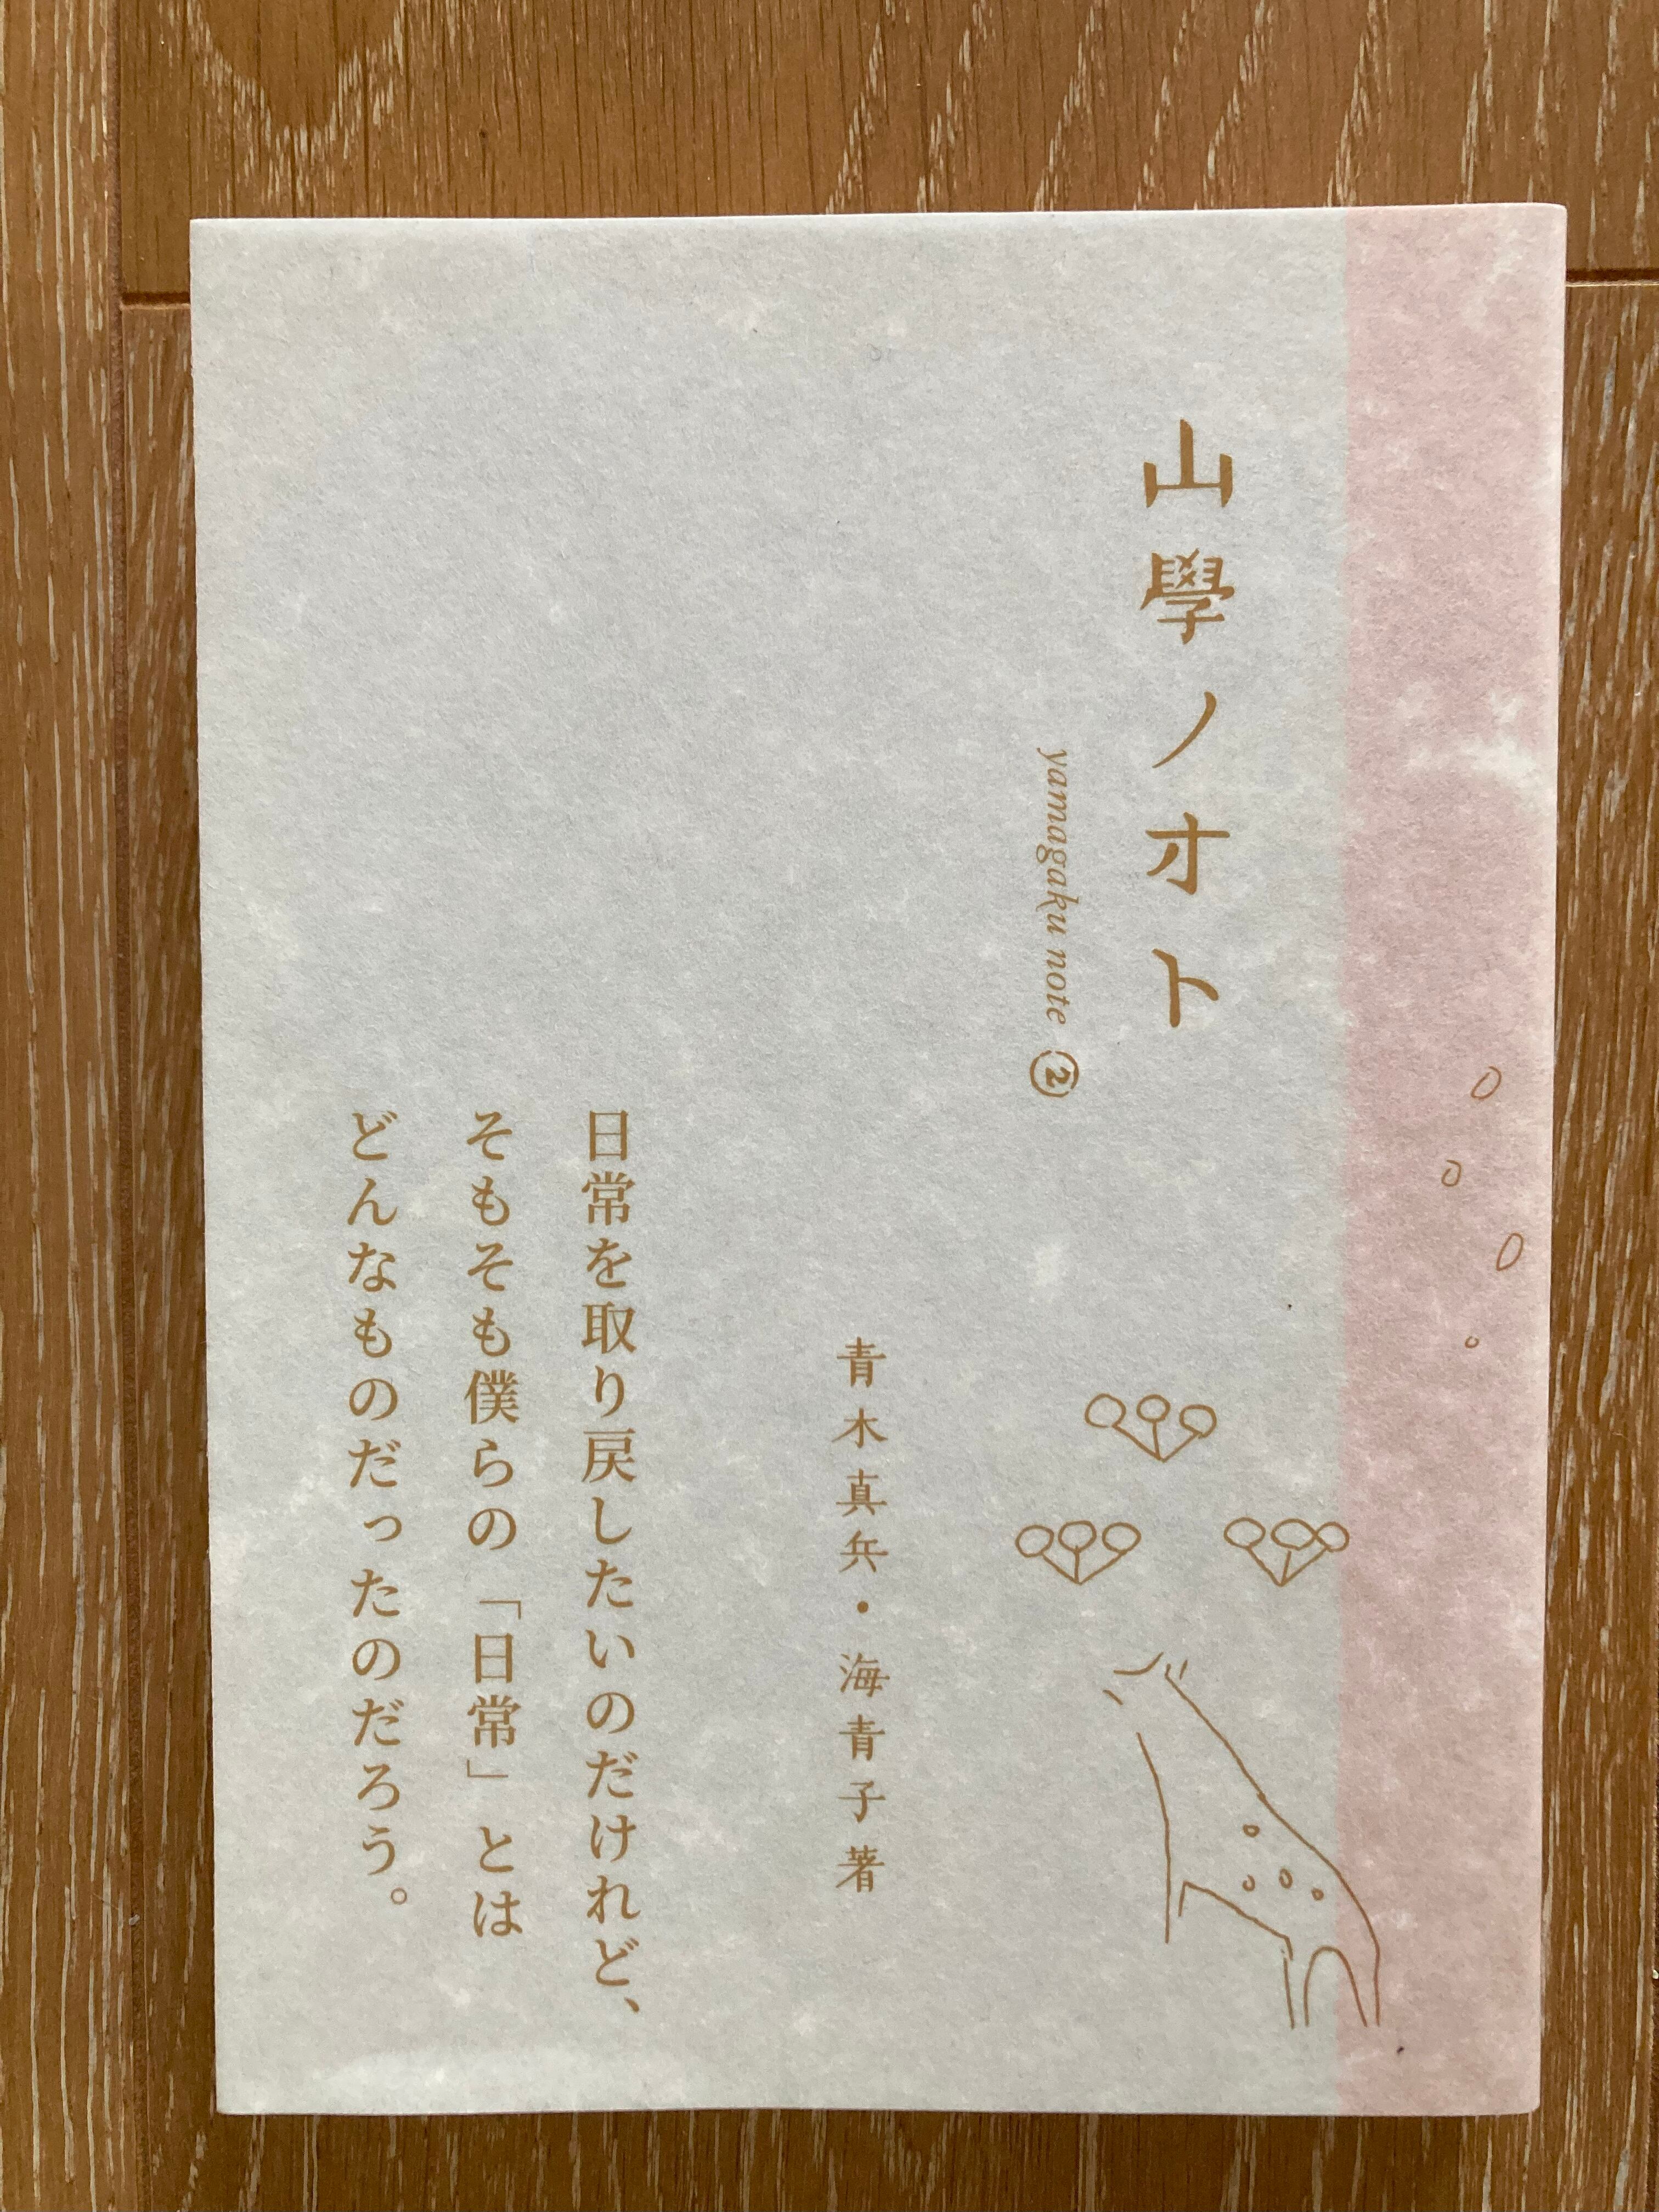 山學ノオト
yamagaku note ②
青木真兵・海青子 著
日常を取り戻したいのだけれど、
そもそも僕らの「日常」とは
どんなものだったのだろう。